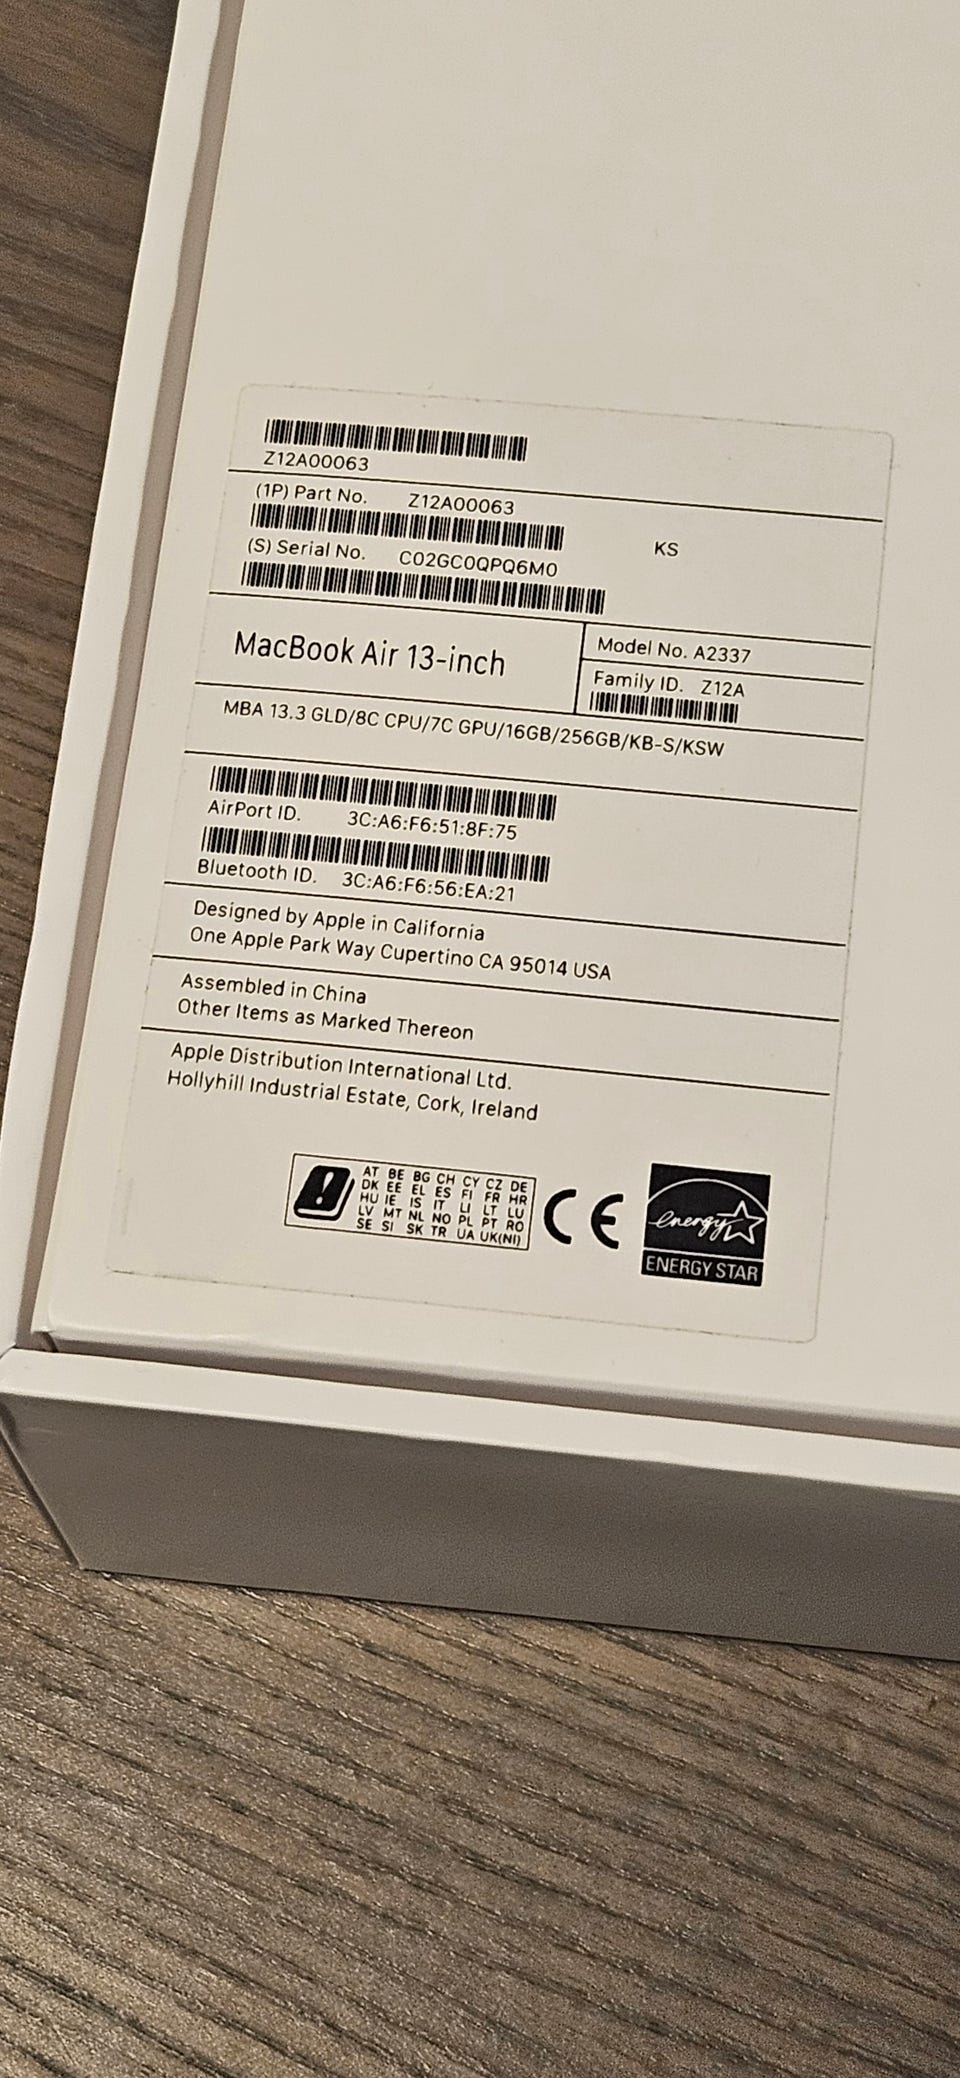 Z12A00063
(1P) Part No. Z12A00063
KS
(S) Serial No. C02GC0QPQ6M0
MacBook Air 13-inch
Model No. A2337
Family ID. Z12A
MBA 13.3 GLD/8C CPU/7C GPU/16GB/256GB/KB-S/KSW
AirPort ID. 3C:A6:F6:51:8F:75
Bluetooth ID. 3C:A6:F6:56:EA:21
Designed by Apple in California
One Apple Park Way Cupertino CA 95014 USA
Assembled in China
Other Items as Marked Thereon
Apple Distribution International Ltd.
Hollyhill Industrial Estate, Cork, Ireland
AT BE BG CH CY CZ DE
DK EE EL ES FI FR HR
HU IE IS IT LI LT LU
LV MT NL NO PL PT RO
SE SI SK TR UA UK(NI)
CE
energy
ENERGY STAR